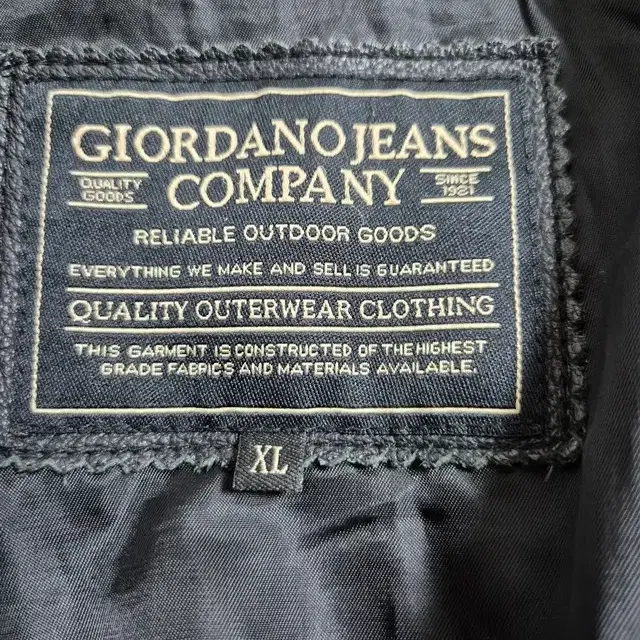 GIORDANO JEANS
QUALITY GOODS COMPANY SINCE 1921
RELIABLE OUTDOOR GOODS
EVERYTHING WE MAKE AND SELL IS GUARANTEED
QUALITY OUTERWEAR CLOTHING
THIS GARMENT IS CONSTRUCTED OF THE HIGHEST
GRADE FABRICS AND MATERIALS AVAILABLE.
XL